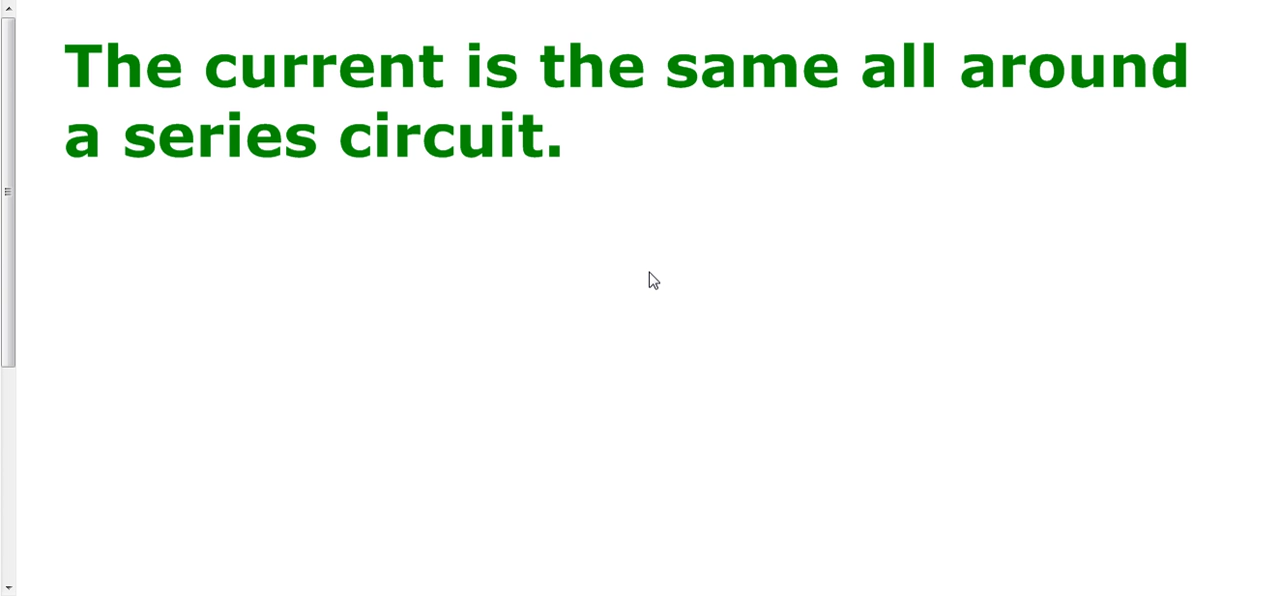 The current is the same all around
a series circuit.